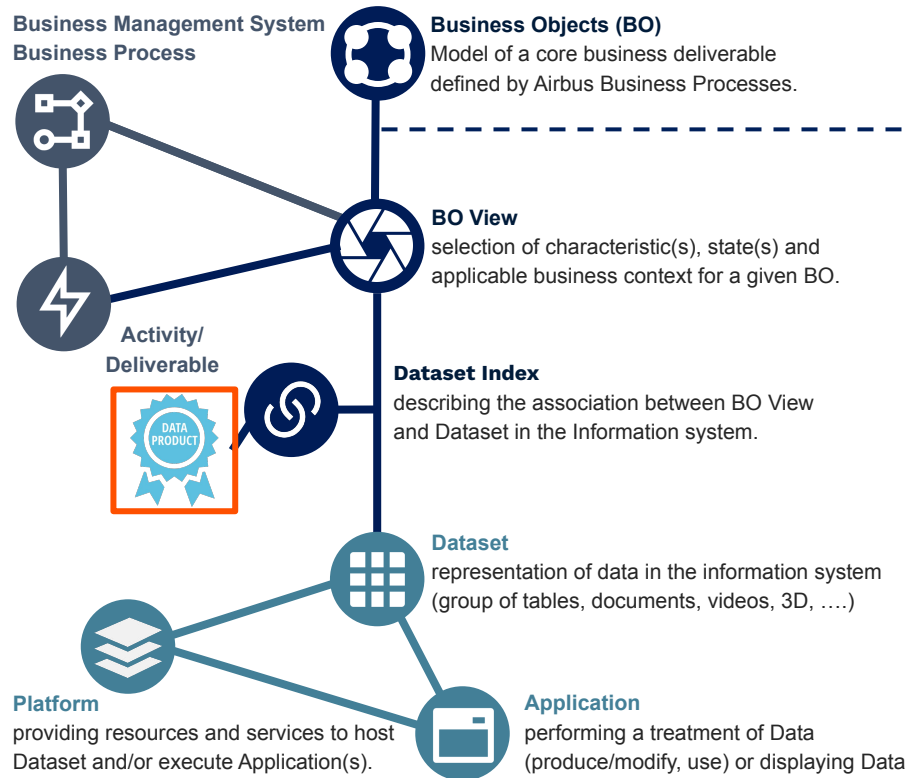 Business Management System
Business Process
Business Objects (BO)
Model of a core business deliverable
defined by Airbus Business Processes.
BO View
selection of characteristic(s), state(s) and
applicable business context for a given BO.
Activity/
Deliverable
Dataset Index
describing the association between BO View
and Dataset in the Information system.
DATA
PRODUCT
Dataset
representation of data in the information system
(group of tables, documents, videos, 3D, ….)
Platform
providing resources and services to host
Dataset and/or execute Application(s).
Application
performing a treatment of Data
(produce/modify, use) or displaying Data